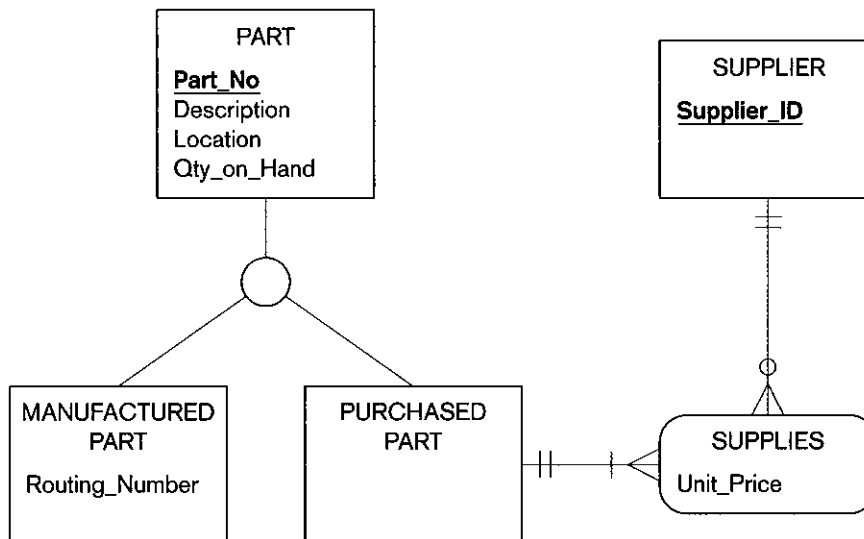 PART
Part_No
Description
Location
Qty_on_Hand
SUPPLIER
Supplier_ID
MANUFACTURED
PART
Routing_Number
PURCHASED
PART
SUPPLIES
Unit_Price